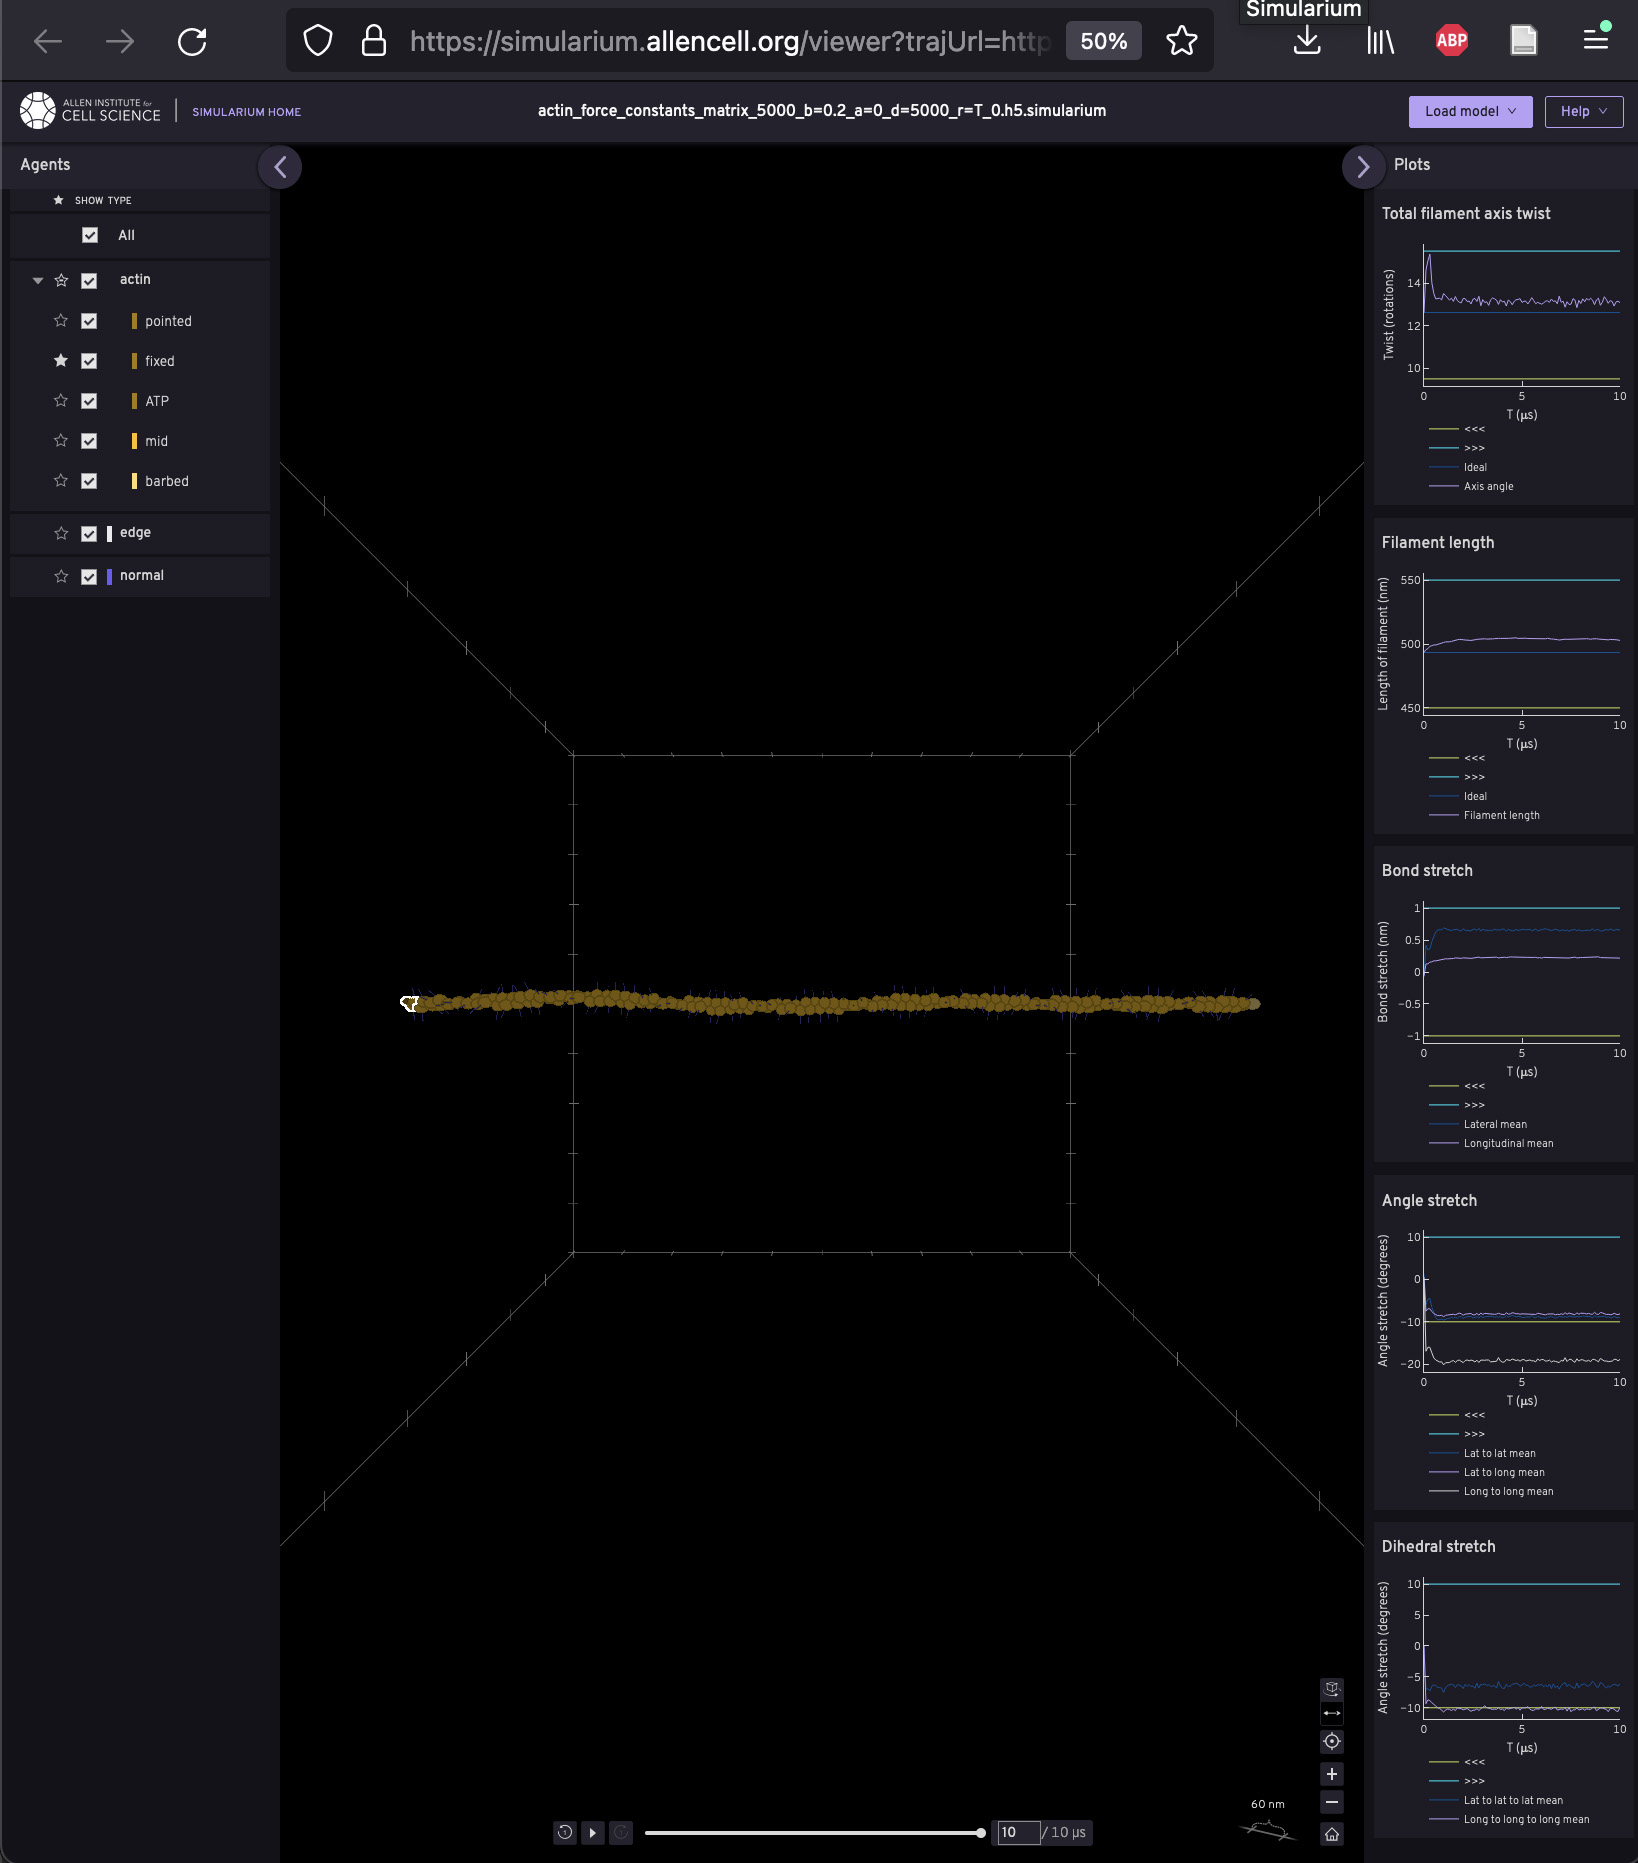 Simularium
https://simularium.allencell.org/viewer?trajUrl=http
50%
ABP
ALLEN INSTITUTE for
CELL SCIENCE
SIMULARIUM HOME
actin_force_constants_matrix_5000_b=0.2_a=0_d=5000_r=T_0.h5.simularium
Load model
Help
Agents
SHOW TYPE
All
actin
pointed
fixed
ATP
mid
barbed
edge
normal
60 nm
10 / 10 µs
Plots
Total filament axis twist
Twist (rotations)
14
12
10
0 5 10
T (µs)
<<<
>>>
Ideal
Axis angle
Filament length
Length of filament (nm)
550
500
450
0 5 10
T (µs)
<<<
>>>
Ideal
Filament length
Bond stretch
Bond stretch (nm)
1
0.5
0
−0.5
−1
0 5 10
T (µs)
<<<
>>>
Lateral mean
Longitudinal mean
Angle stretch
Angle stretch (degrees)
10
0
−10
−20
0 5 10
T (µs)
<<<
>>>
Lat to lat mean
Lat to long mean
Long to long mean
Dihedral stretch
Angle stretch (degrees)
10
5
0
−5
−10
0 5 10
T (µs)
<<<
>>>
Lat to lat to lat mean
Long to long to long mean